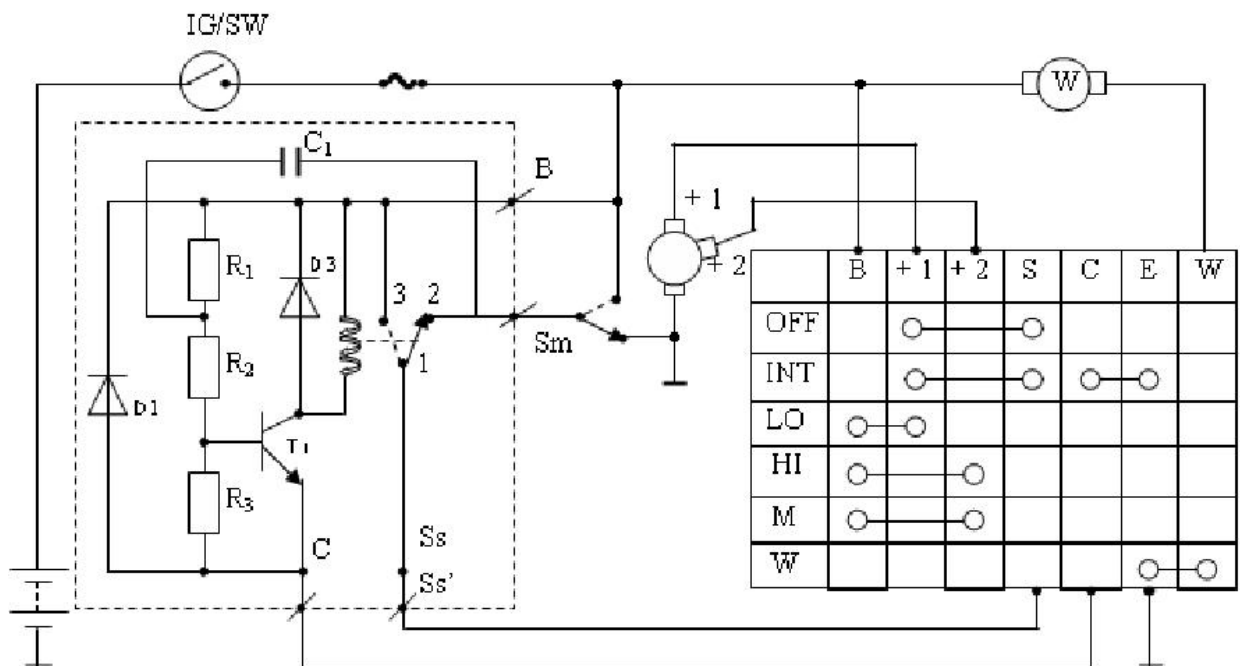 IG/SW
W
C₁
B
+ 1
+ 2
R₁
D3
3 2
1
Sm
R₂
D1
T1
R₃
C
Ss
Ss'
B + 1 + 2 S C E W
OFF
INT
LO
HI
M
W